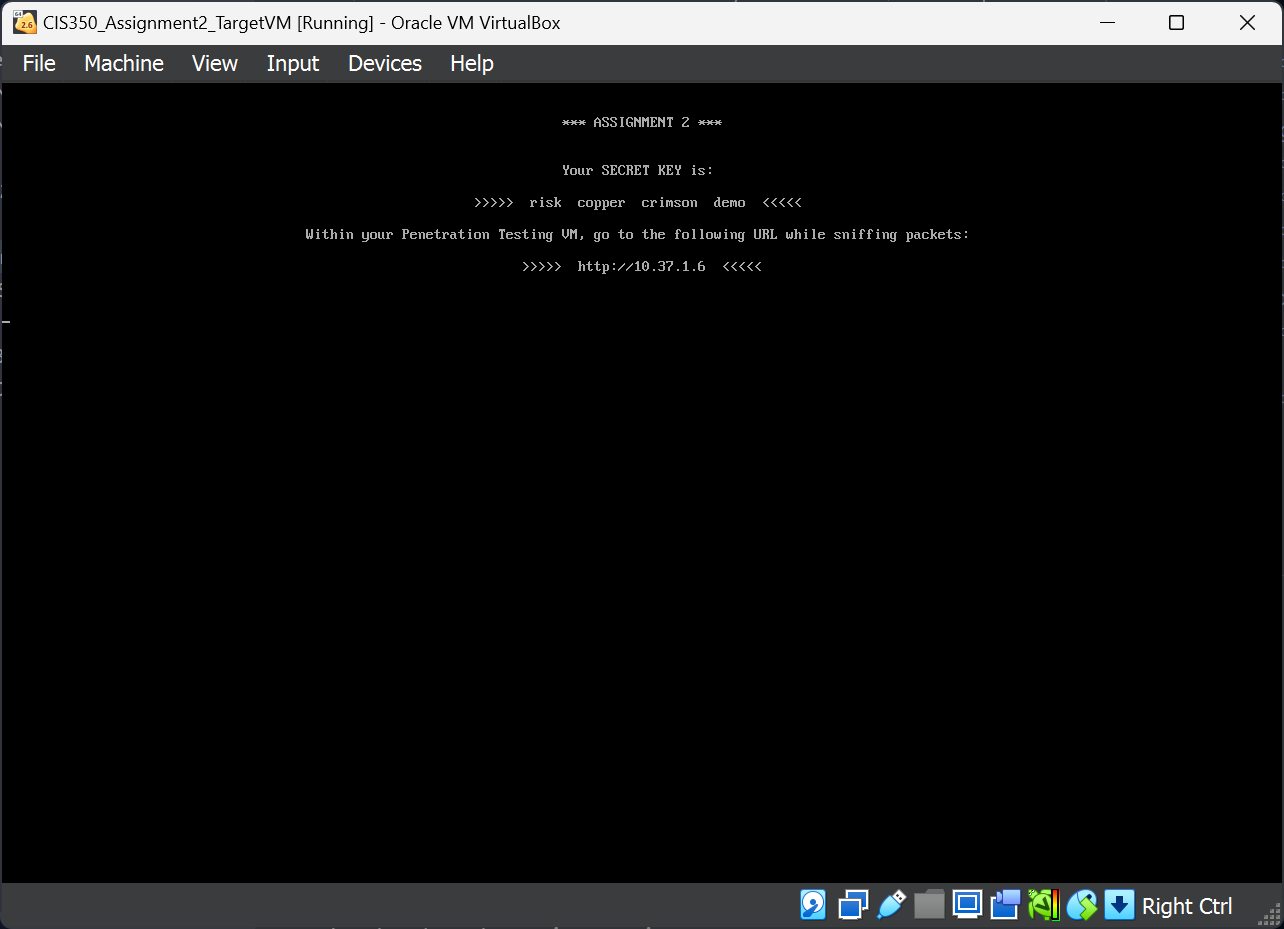 CIS350_Assignment2_TargetVM [Running] - Oracle VM VirtualBox
File Machine View Input Devices Help
*** ASSIGNMENT 2 ***
Your SECRET KEY is:
>>>>> risk copper crimson demo <<<<<
Within your Penetration Testing VM, go to the following URL while sniffing packets:
>>>>> http://10.37.1.6 <<<<<
Right Ctrl